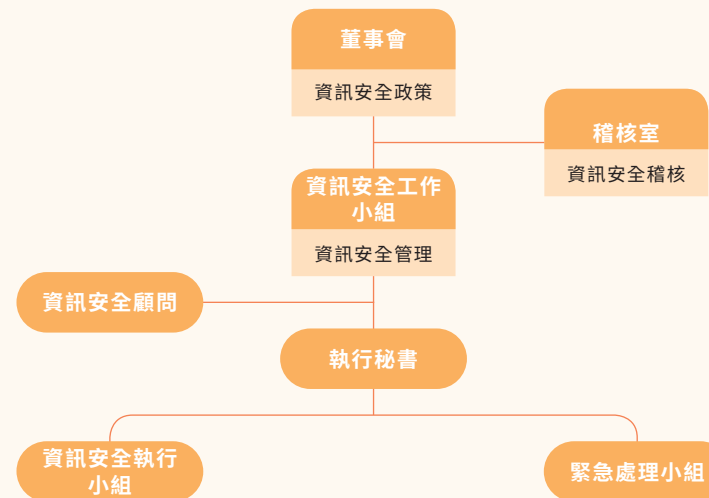 董事會
資訊安全政策
稽核室
資訊安全稽核
資訊安全工作
小組
資訊安全管理
資訊安全顧問
執行秘書
資訊安全執行
小組
緊急處理小組